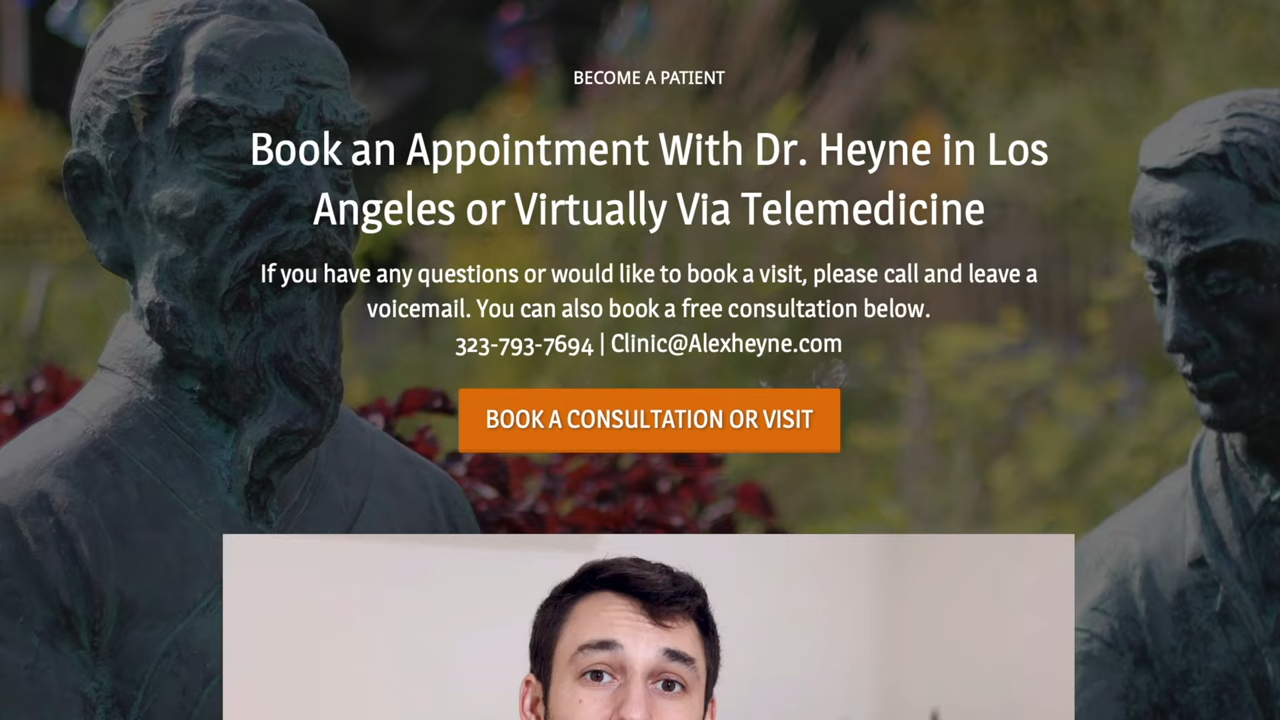 BECOME A PATIENT
Book an Appointment With Dr. Heyne in Los
Angeles or Virtually Via Telemedicine
If you have any questions or would like to book a visit, please call and leave a
voicemail. You can also book a free consultation below.
323-793-7694 | Clinic@Alexheyne.com
BOOK A CONSULTATION OR VISIT